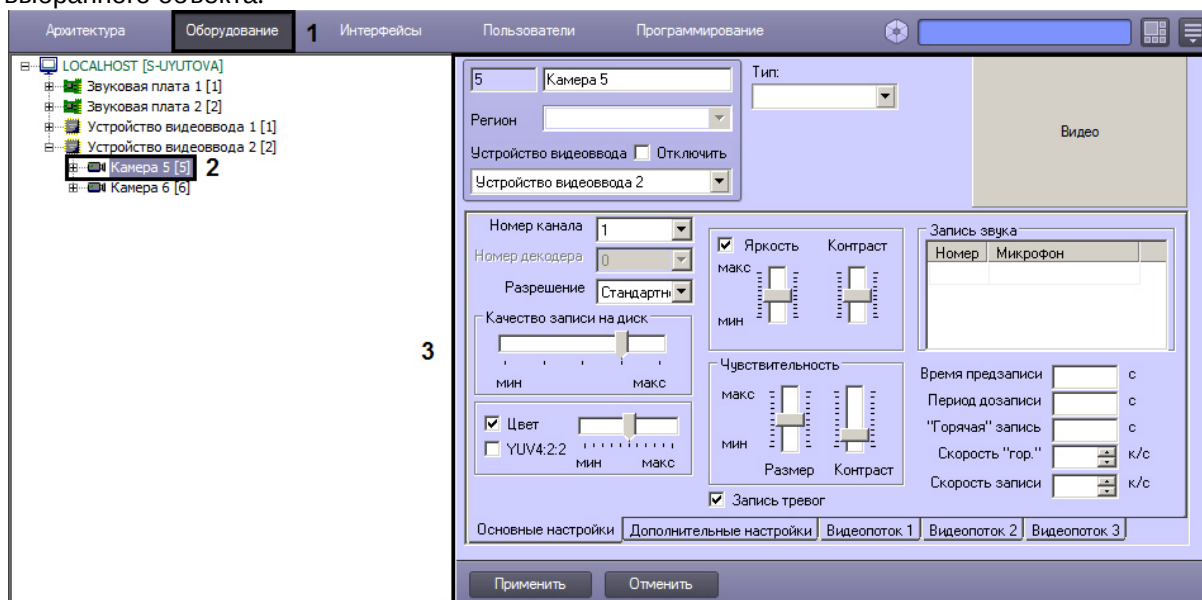 выбранного объекта.
Архитектура Оборудование 1 Интерфейсы Пользователи Программирование
LOCALHOST [S-UYUTOVA]
Звуковая плата 1 [1]
Звуковая плата 2 [2]
Устройство видеоввода 1 [1]
Устройство видеоввода 2 [2]
Камера 5 [5] 2
Камера 6 [6]
3
5 Камера 5
Тип:
Регион
Устройство видеоввода Отключить
Устройство видеоввода 2
Видео
Номер канала 1
Номер декодера 0
Разрешение Стандартн
Качество записи на диск
мин макс
Цвет
YUV4:2:2
мин макс
Яркость Контраст
макс
мин
Чувствительность
макс
мин
Размер Контраст
Запись тревог
Запись звука
Номер Микрофон
Время предзаписи с
Период дозаписи с
"Горячая" запись с
Скорость "гор." к/с
Скорость записи к/с
Основные настройки Дополнительные настройки Видеопоток 1 Видеопоток 2 Видеопоток 3
Применить Отменить